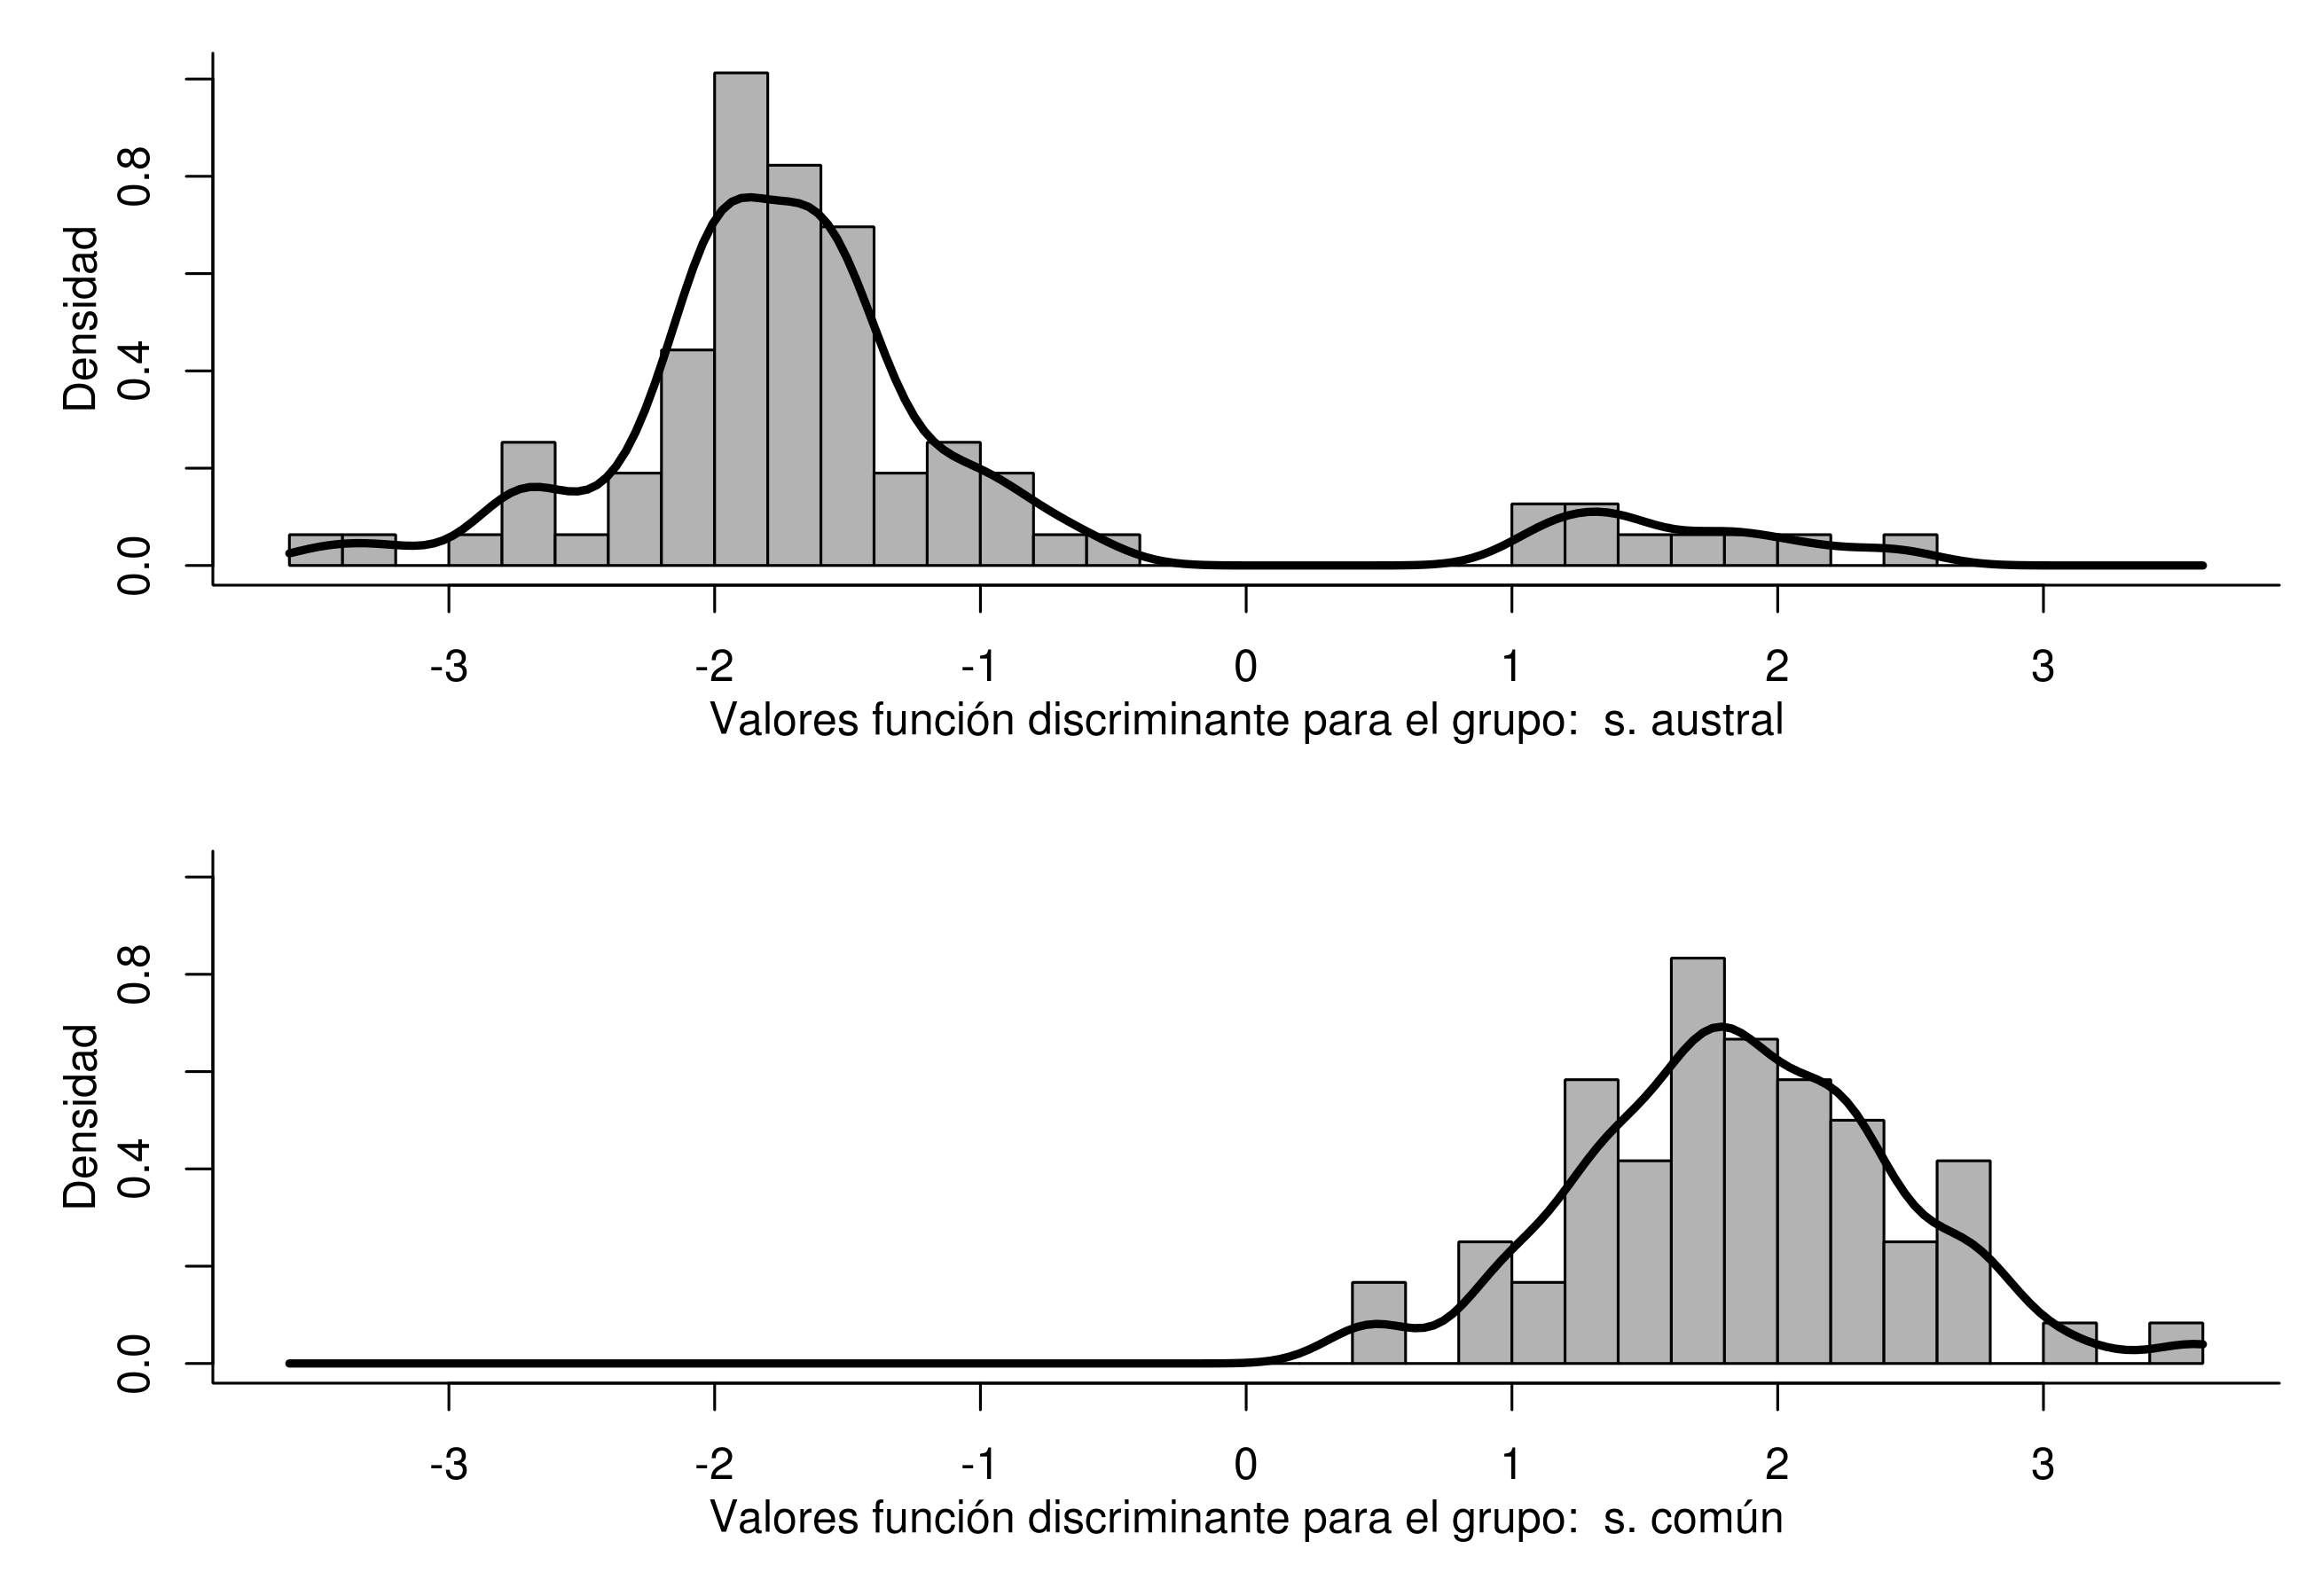 Densidad
0.8
0.4
0.0
-3 -2 -1 0 1 2 3
Valores función discriminante para el grupo: s. austral
Densidad
0.8
0.4
0.0
-3 -2 -1 0 1 2 3
Valores función discriminante para el grupo: s. común